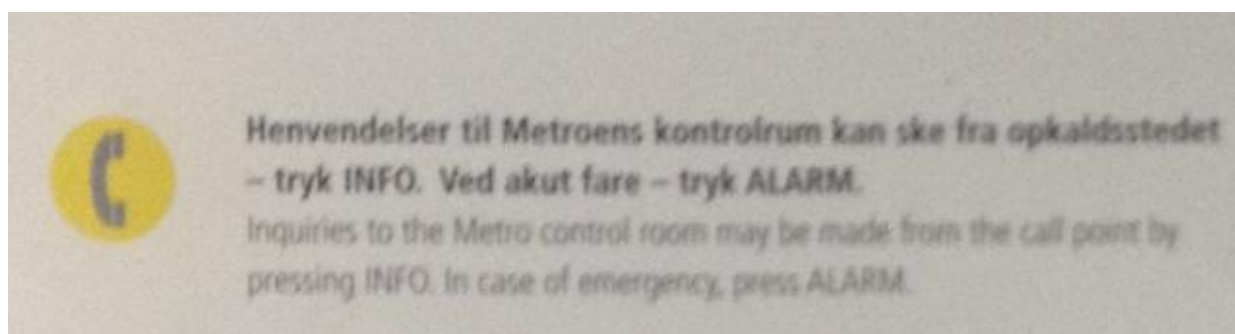 Henvendelser til Metroens kontrolrum kan ske fra opkaldsstedet
– tryk INFO. Ved akut fare – tryk ALARM.
Inquiries to the Metro control room may be made from the call point by
pressing INFO. In case of emergency, press ALARM.